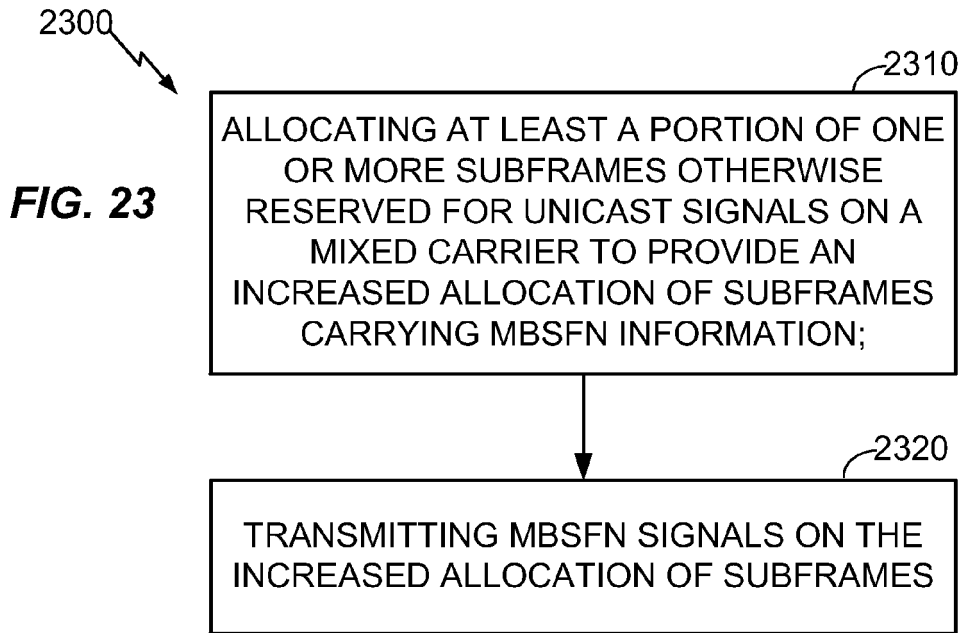 2300
2310
ALLOCATING AT LEAST A PORTION OF ONE
OR MORE SUBFRAMES OTHERWISE
RESERVED FOR UNICAST SIGNALS ON A
MIXED CARRIER TO PROVIDE AN
INCREASED ALLOCATION OF SUBFRAMES
CARRYING MBSFN INFORMATION;
FIG. 23
2320
TRANSMITTING MBSFN SIGNALS ON THE
INCREASED ALLOCATION OF SUBFRAMES